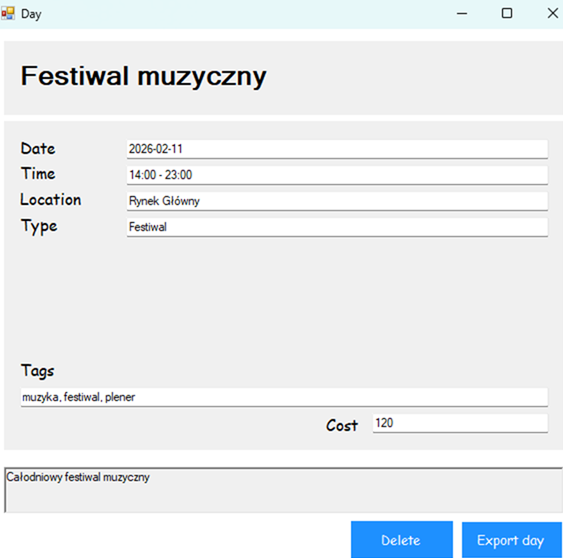 Day
Festiwal muzyczny
Date 2026-02-11
Time 14:00 - 23:00
Location Rynek Główny
Type Festiwal
Tags
muzyka, festiwal, plener
Cost 120
Całodniowy festiwal muzyczny
Delete Export day